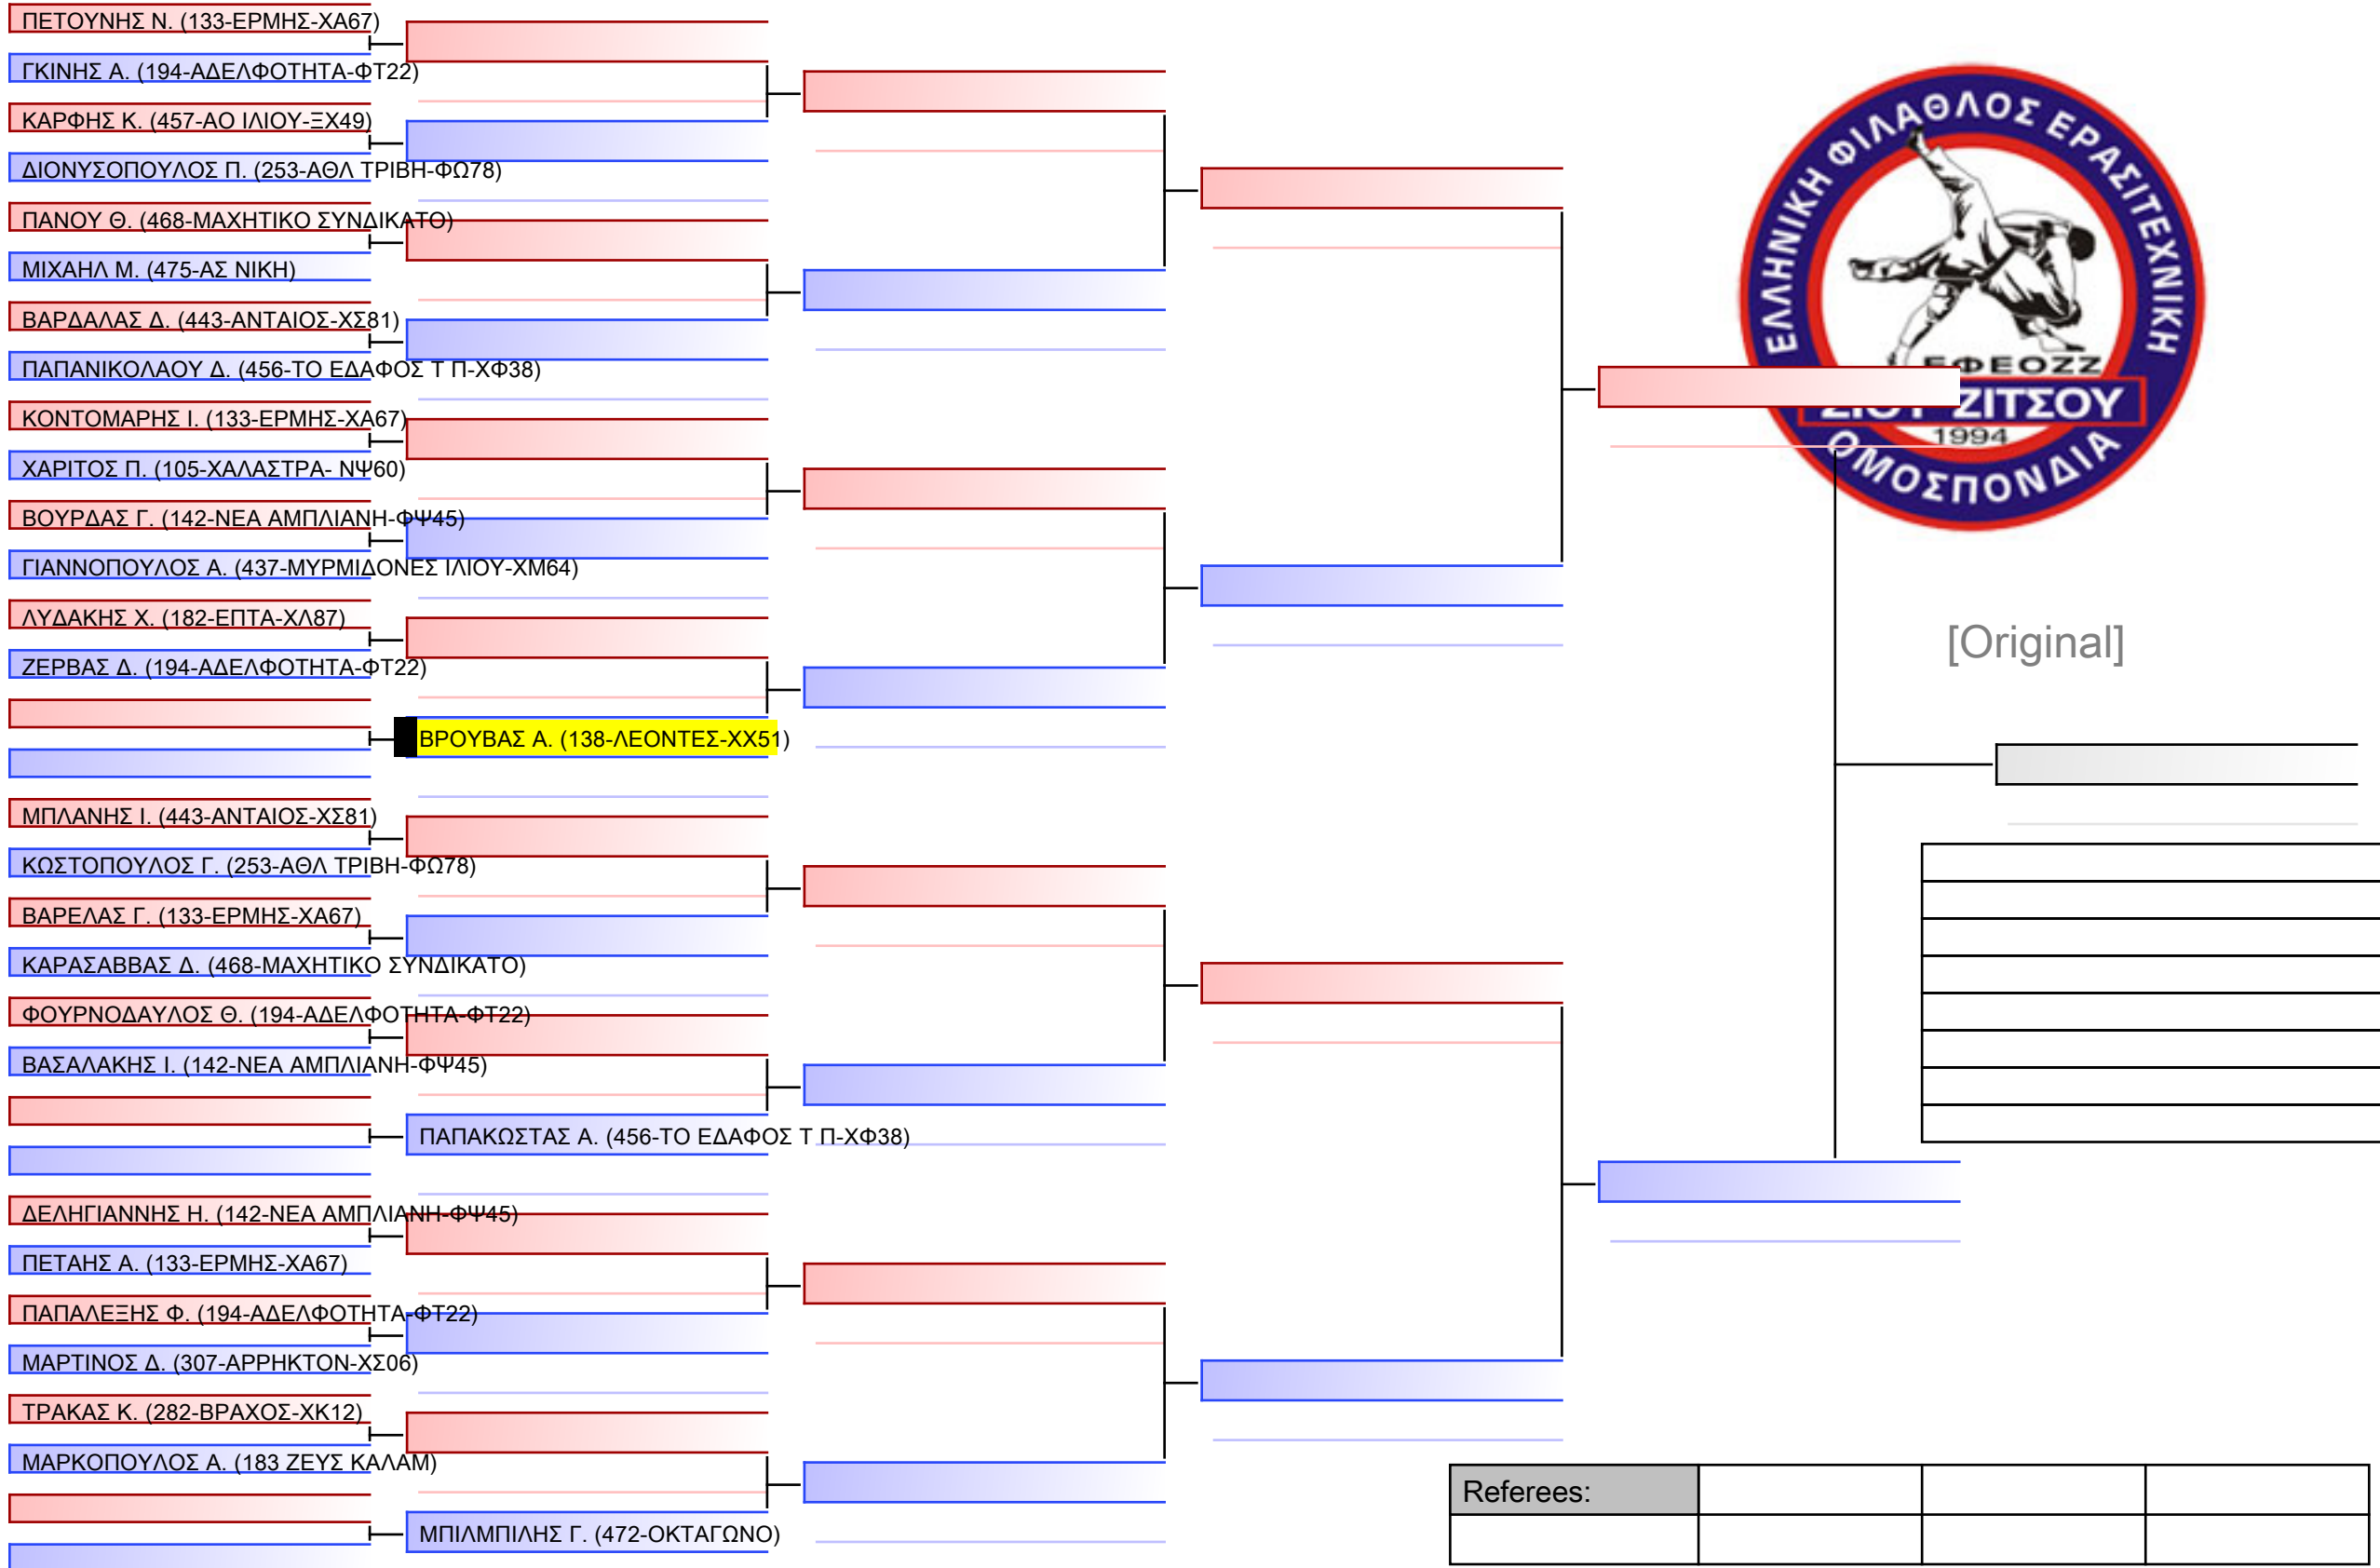 ΠΕΤΟΥΝΗΣ Ν. (133-ΕΡΜΗΣ-ΧΑ67)
ΓΚΙΝΗΣ Α. (194-ΑΔΕΛΦΟΤΗΤΑ-ΦΤ22)
ΚΑΡΦΗΣ Κ. (457-ΑΟ ΙΛΙΟΥ-ΞΧ49)
ΔΙΟΝΥΣΟΠΟΥΛΟΣ Π. (253-ΑΘΛ ΤΡΙΒΗ-ΦΩ78)
ΠΑΝΟΥ Θ. (468-ΜΑΧΗΤΙΚΟ ΣΥΝΔΙΚΑΤΟ)
ΜΙΧΑΗΛ Μ. (475-ΑΣ ΝΙΚΗ)
ΒΑΡΔΑΛΑΣ Δ. (443-ΑΝΤΑΙΟΣ-ΧΣ81)
ΠΑΠΑΝΙΚΟΛΑΟΥ Δ. (456-ΤΟ ΕΔΑΦΟΣ Τ Π-ΧΦ38)
ΚΟΝΤΟΜΑΡΗΣ Ι. (133-ΕΡΜΗΣ-ΧΑ67)
ΧΑΡΙΤΟΣ Π. (105-ΧΑΛΑΣΤΡΑ- ΝΨ60)
ΒΟΥΡΔΑΣ Γ. (142-ΝΕΑ ΑΜΠΛΙΑΝΗ-ΦΨ45)
ΓΙΑΝΝΟΠΟΥΛΟΣ Α. (437-ΜΥΡΜΙΔΟΝΕΣ ΙΛΙΟΥ-ΧΜ64)
ΛΥΔΑΚΗΣ Χ. (182-ΕΠΤΑ-ΧΛ87)
ΖΕΡΒΑΣ Δ. (194-ΑΔΕΛΦΟΤΗΤΑ-ΦΤ22)
ΒΡΟΥΒΑΣ Α. (138-ΛΕΟΝΤΕΣ-ΧΧ51)
ΜΠΛΑΝΗΣ Ι. (443-ΑΝΤΑΙΟΣ-ΧΣ81)
ΚΩΣΤΟΠΟΥΛΟΣ Γ. (253-ΑΘΛ ΤΡΙΒΗ-ΦΩ78)
ΒΑΡΕΛΑΣ Γ. (133-ΕΡΜΗΣ-ΧΑ67)
ΚΑΡΑΣΑΒΒΑΣ Δ. (468-ΜΑΧΗΤΙΚΟ ΣΥΝΔΙΚΑΤΟ)
ΦΟΥΡΝΟΔΑΥΛΟΣ Θ. (194-ΑΔΕΛΦΟΤΗΤΑ-ΦΤ22)
ΒΑΣΑΛΑΚΗΣ Ι. (142-ΝΕΑ ΑΜΠΛΙΑΝΗ-ΦΨ45)
ΠΑΠΑΚΩΣΤΑΣ Α. (456-ΤΟ ΕΔΑΦΟΣ Τ Π-ΧΦ38)
ΔΕΛΗΓΙΑΝΝΗΣ Η. (142-ΝΕΑ ΑΜΠΛΙΑΝΗ-ΦΨ45)
ΠΕΤΑΗΣ Α. (133-ΕΡΜΗΣ-ΧΑ67)
ΠΑΠΑΛΕΞΗΣ Φ. (194-ΑΔΕΛΦΟΤΗΤΑ-ΦΤ22)
ΜΑΡΤΙΝΟΣ Δ. (307-ΑΡΡΗΚΤΟΝ-ΧΣ06)
ΤΡΑΚΑΣ Κ. (282-ΒΡΑΧΟΣ-ΧΚ12)
ΜΑΡΚΟΠΟΥΛΟΣ Α. (183 ΖΕΥΣ ΚΑΛΑΜ)
ΜΠΙΛΜΠΙΛΗΣ Γ. (472-ΟΚΤΑΓΩΝΟ)
ΕΛΛΗΝΙΚΗ ΦΙΛΑΘΛΟΣ ΕΡΑΣΙΤΕΧΝΙΚΗ
ΕΦΕΟΖΖ
ΖΙΟΥ ΖΙΤΣΟΥ
1994
ΟΜΟΣΠΟΝΔΙΑ
[Original]
Referees: